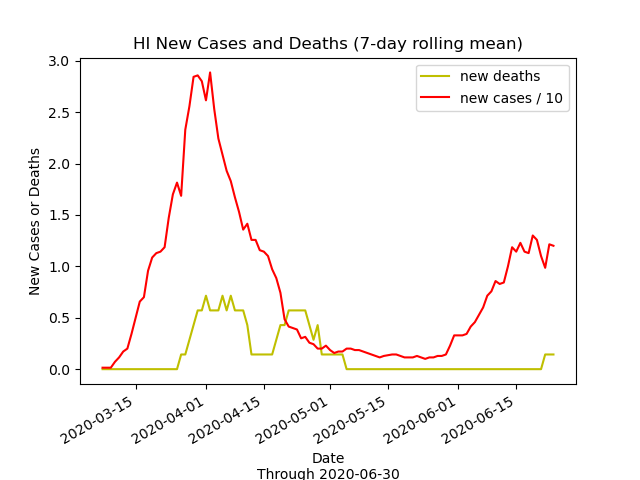 HI New Cases and Deaths (7-day rolling mean)
new deaths
new cases / 10
3.0
2.5
2.0
1.5
1.0
0.5
0.0
New Cases or Deaths
2020-03-15
2020-04-01
2020-04-15
2020-05-01
2020-05-15
2020-06-01
2020-06-15
Date
Through 2020-06-30